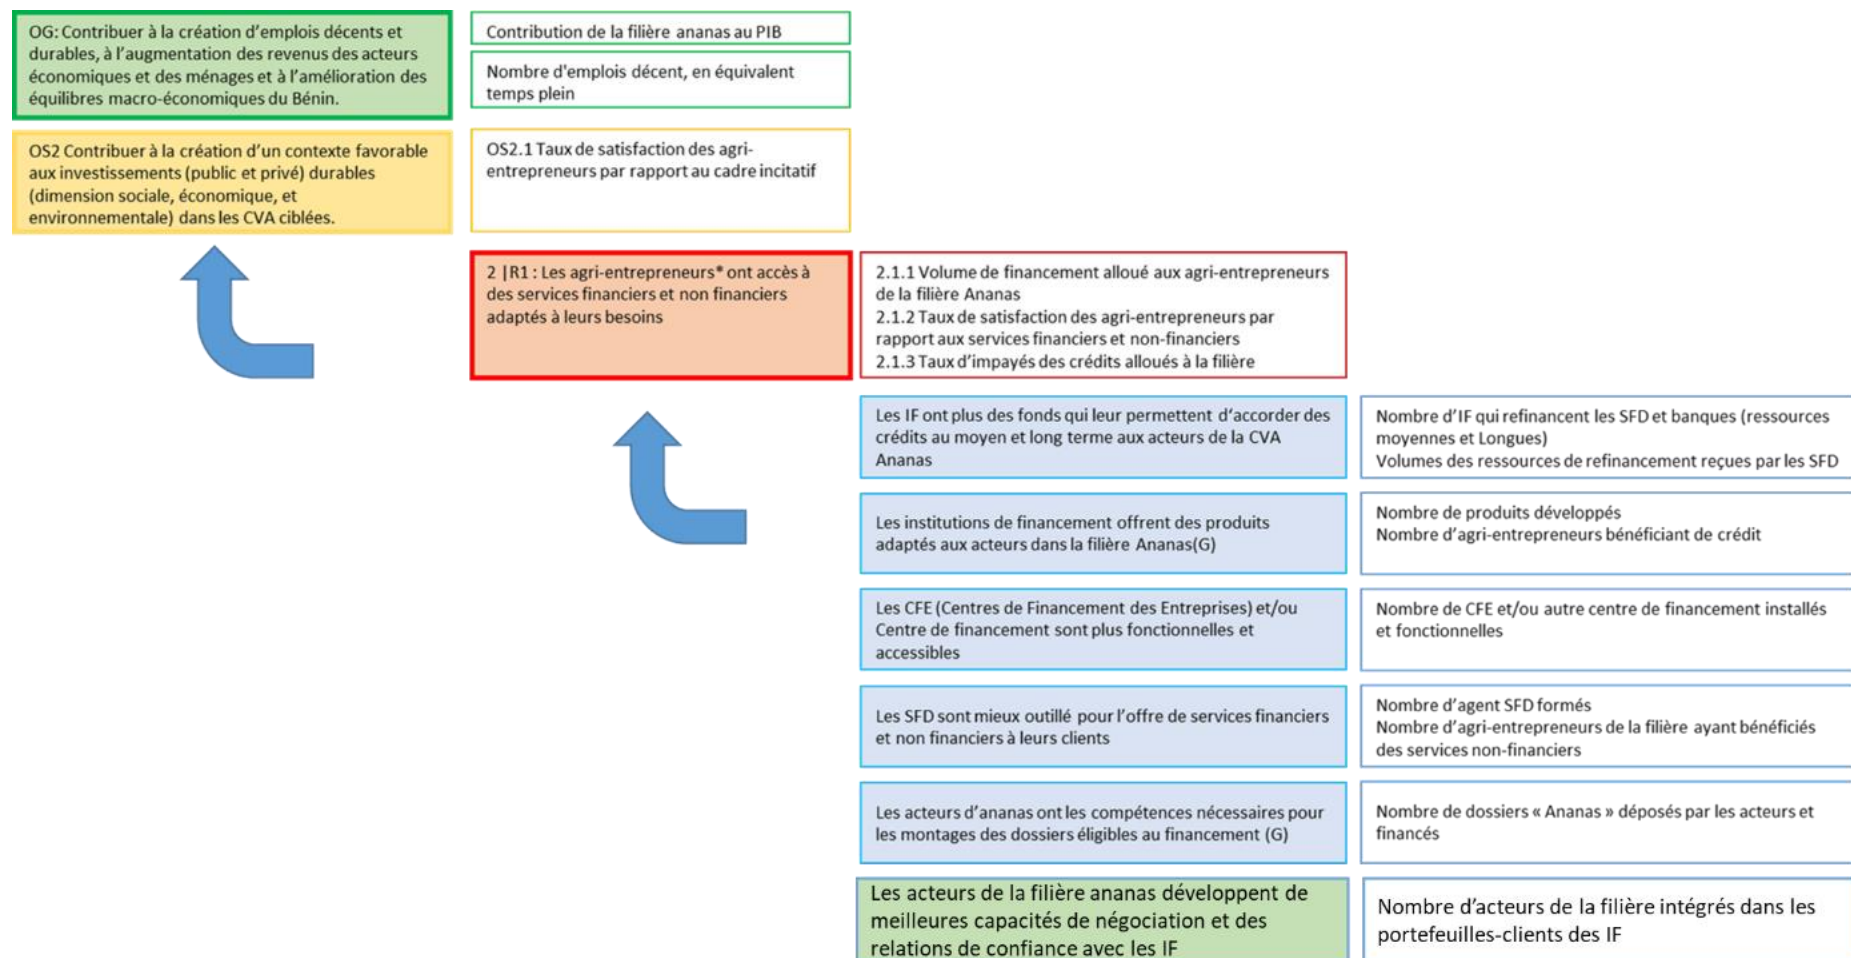 OG: Contribuer à la création d'emplois décents et
durables, à l'augmentation des revenus des acteurs
économiques et des ménages et à l'amélioration des
équilibres macro-économiques du Bénin.
Contribution de la filière ananas au PIB
Nombre d'emplois décent, en équivalent
temps plein
OS2 Contribuer à la création d'un contexte favorable
aux investissements (public et privé) durables
(dimension sociale, économique, et
environnementale) dans les CVA ciblées.
OS2.1 Taux de satisfaction des agri-
entrepreneurs par rapport au cadre incitatif
2 |R1 : Les agri-entrepreneurs* ont accès à
des services financiers et non financiers
adaptés à leurs besoins
2.1.1 Volume de financement alloué aux agri-entrepreneurs
de la filière Ananas
2.1.2 Taux de satisfaction des agri-entrepreneurs par
rapport aux services financiers et non-financiers
2.1.3 Taux d'impayés des crédits alloués à la filière
Les IF ont plus des fonds qui leur permettent d'accorder des
crédits au moyen et long terme aux acteurs de la CVA
Ananas
Nombre d'IF qui refinancent les SFD et banques (ressources
moyennes et Longues)
Volumes des ressources de refinancement reçues par les SFD
Les institutions de financement offrent des produits
adaptés aux acteurs dans la filière Ananas(G)
Nombre de produits développés
Nombre d'agri-entrepreneurs bénéficiant de crédit
Les CFE (Centres de Financement des Entreprises) et/ou
Centre de financement sont plus fonctionnelles et
accessibles
Nombre de CFE et/ou autre centre de financement installés
et fonctionnelles
Les SFD sont mieux outillé pour l'offre de services financiers
et non financiers à leurs clients
Nombre d'agent SFD formés
Nombre d'agri-entrepreneurs de la filière ayant bénéficiés
des services non-financiers
Les acteurs d'ananas ont les compétences nécessaires pour
les montages des dossiers éligibles au financement (G)
Nombre de dossiers « Ananas » déposés par les acteurs et
financés
Les acteurs de la filière ananas développent de
meilleures capacités de négociation et des
relations de confiance avec les IF
Nombre d'acteurs de la filière intégrés dans les
portefeuilles-clients des IF